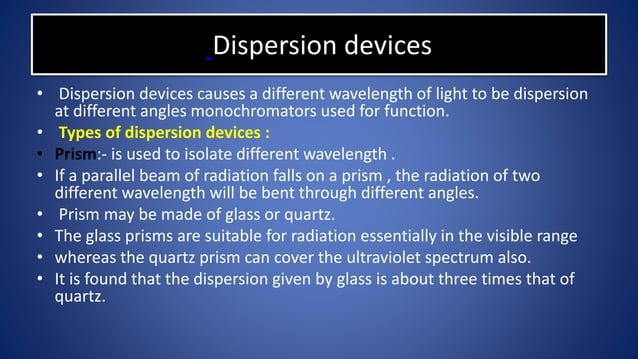 Dispersion devices
• Dispersion devices causes a different wavelength of light to be dispersion
at different angles monochromators used for function.
• Types of dispersion devices :
• Prism:- is used to isolate different wavelength .
• If a parallel beam of radiation falls on a prism , the radiation of two
different wavelength will be bent through different angles.
• Prism may be made of glass or quartz.
• The glass prisms are suitable for radiation essentially in the visible range
• whereas the quartz prism can cover the ultraviolet spectrum also.
• It is found that the dispersion given by glass is about three times that of
quartz.